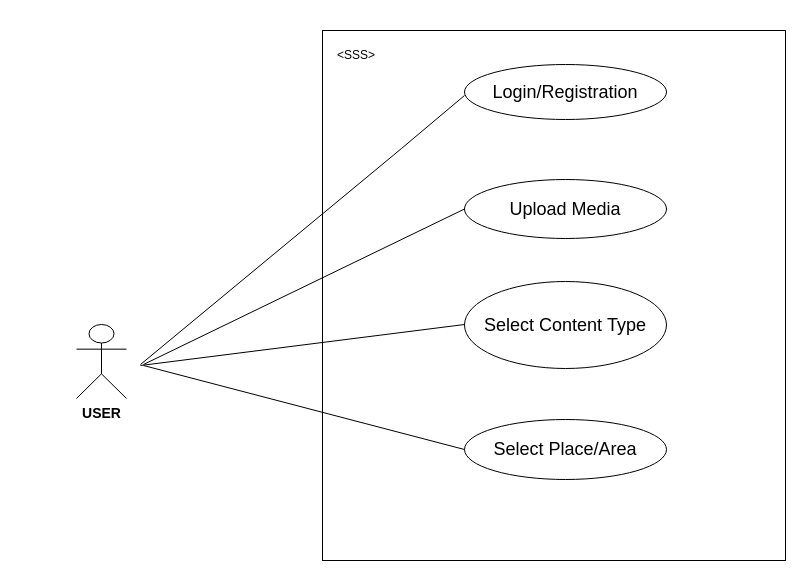 <SSS>
Login/Registration
Upload Media
Select Content Type
Select Place/Area
USER